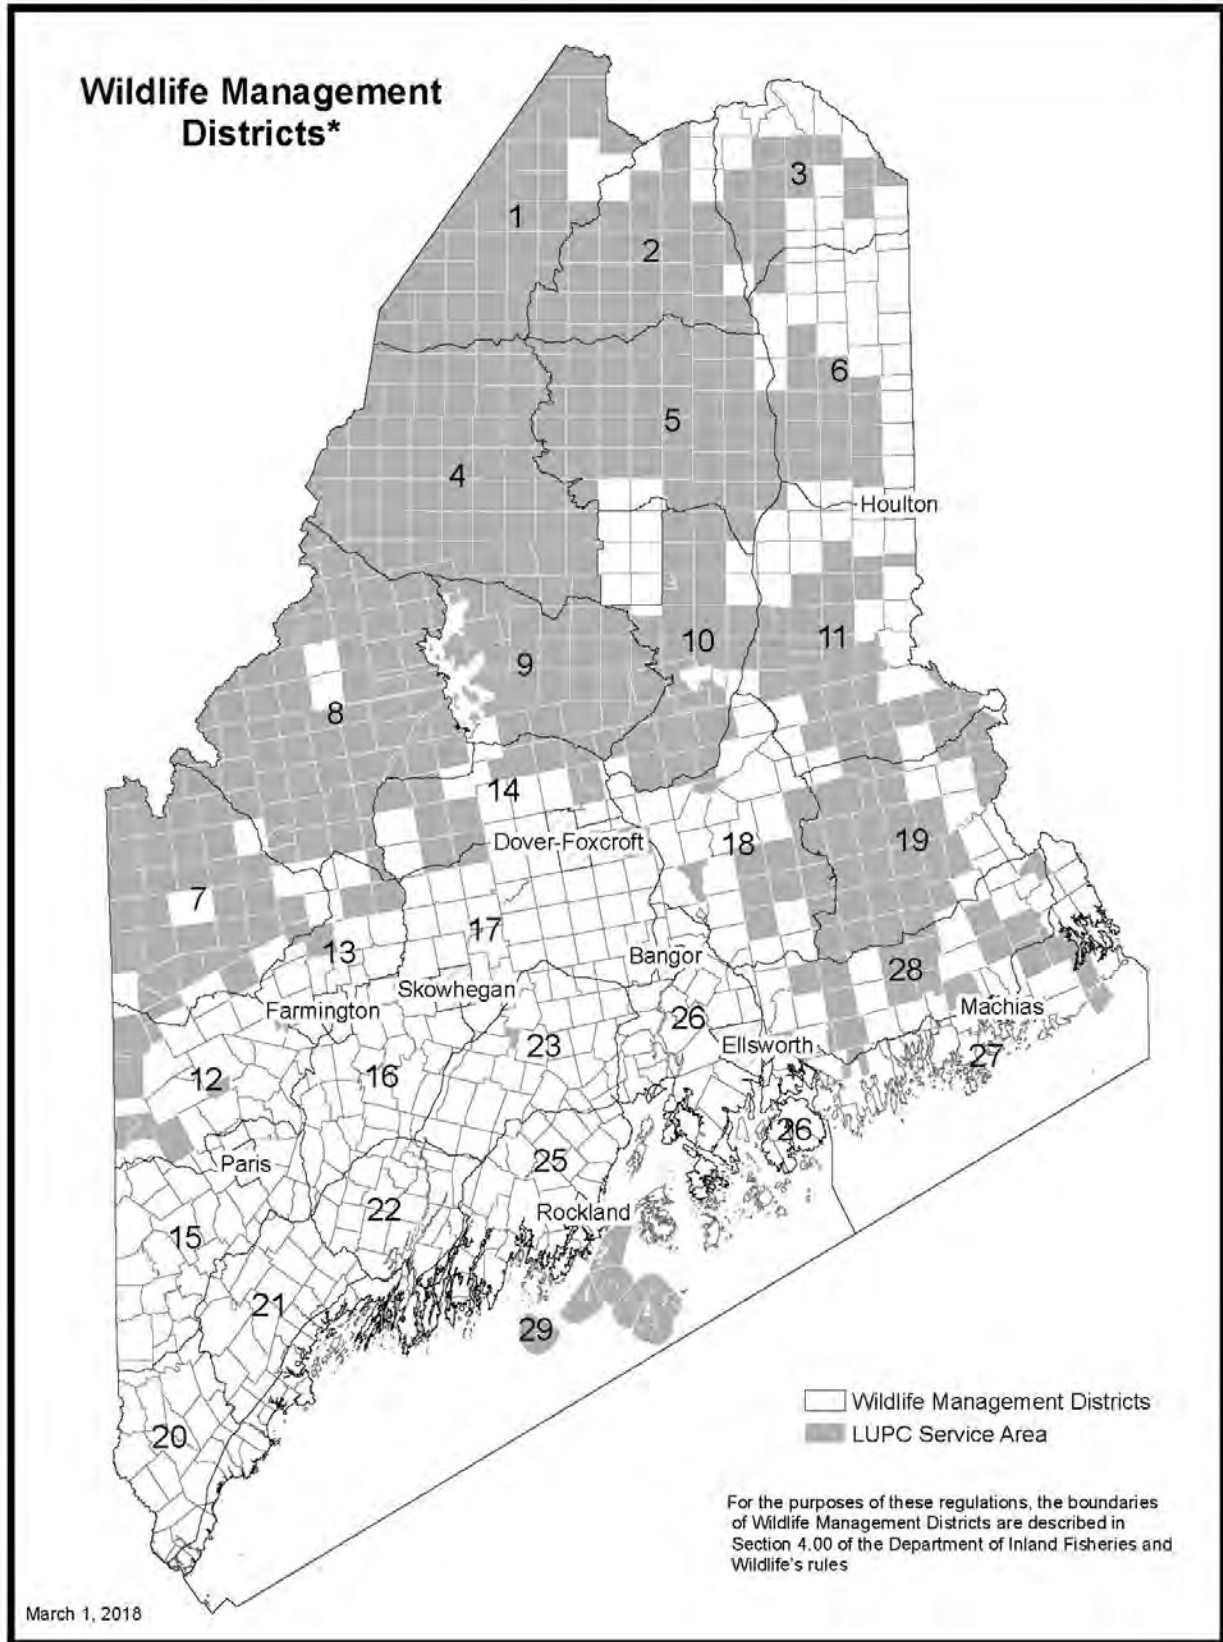 Wildlife Management
Districts*
1
2
3
4
5
6
Houlton
7
8
9
10
11
14
Dover-Foxcroft
18
19
13
17
Bangor
28
Farmington
Skowhegan
Machias
12
16
23
26
Ellsworth
27
26
Paris
25
22
Rockland
15
21
29
20
Wildlife Management Districts
LUPC Service Area
For the purposes of these regulations, the boundaries
of Wildlife Management Districts are described in
Section 4.00 of the Department of Inland Fisheries and
Wildlife's rules
March 1, 2018